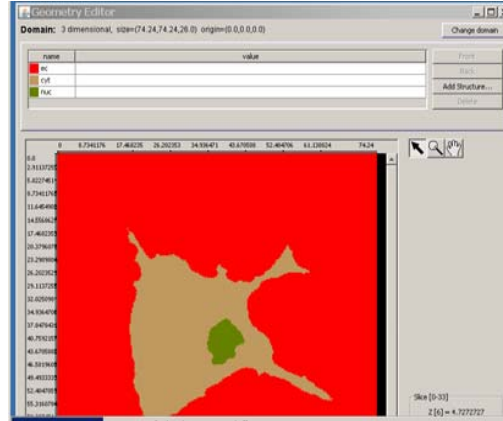 Geometry Editor
Domain: 3 dimensional, size=(74.24,74.24,26.0) origin=(0.0,0.0,0.0)
Change domain
name value
ec
cyt
nuc
Front
Back
Add Structure...
Delete
0 8.7341176 17.468235 26.202353 34.936471 43.670588 52.404706 61.138824 74.24
0.0
2.9113725
5.8227451
8.7341176
11.645490
14.556862
17.468235
20.379607
23.290980
26.202353
29.113725
32.025098
34.936470
37.847843
40.759215
43.670588
46.581960
49.493333
52.404705
55.316078
Slice [0-33]
Z [6] = 4.7272727